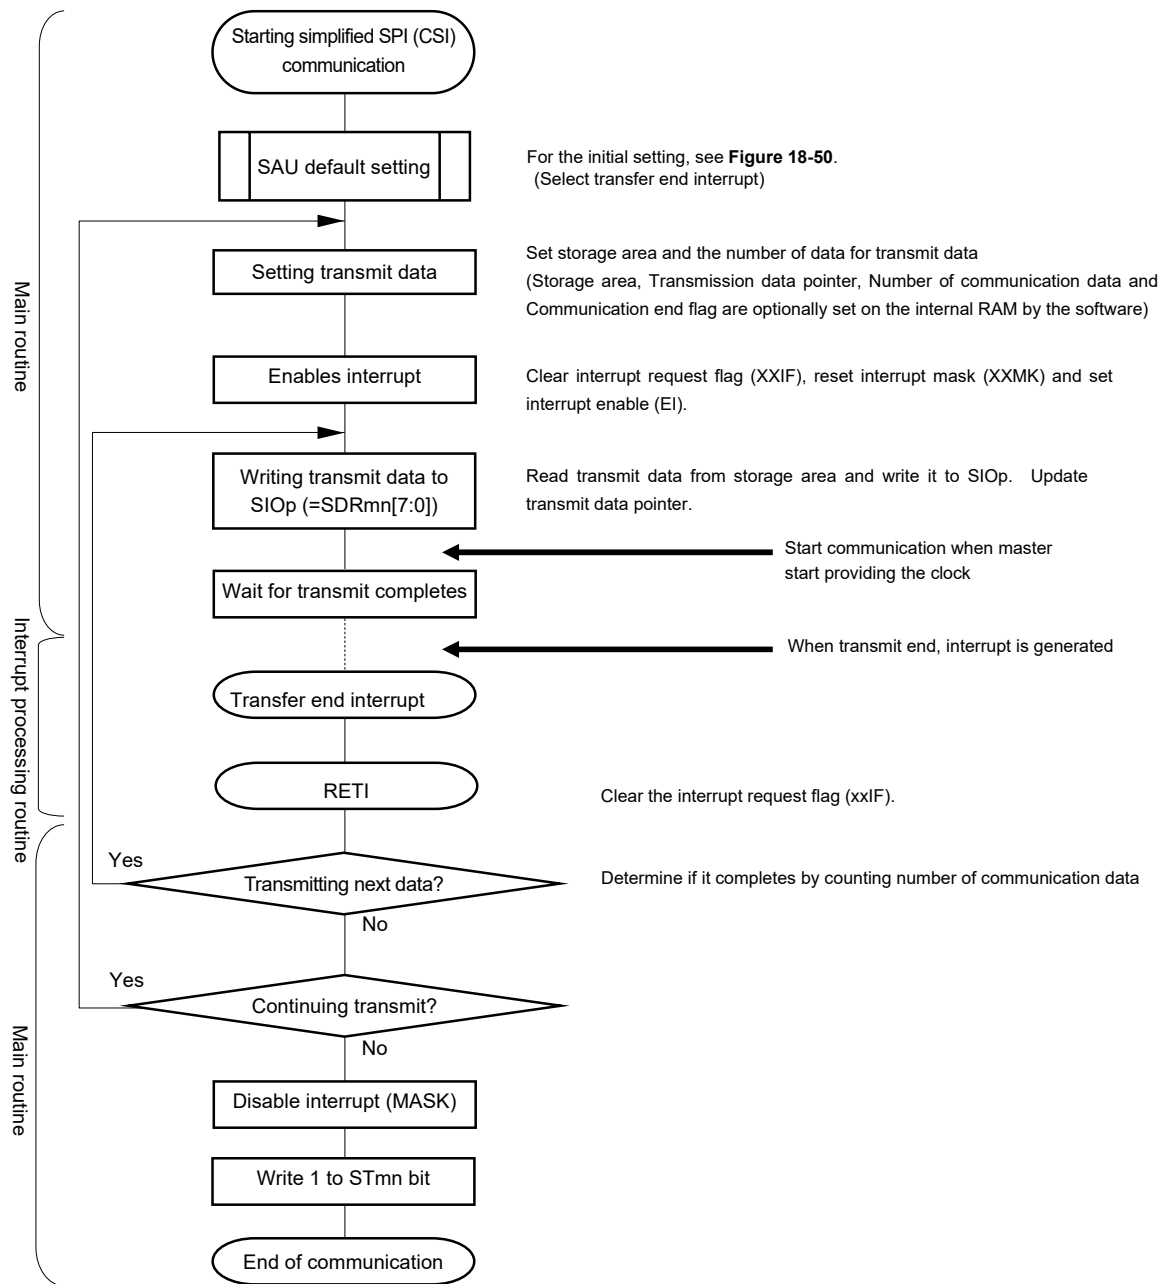 Starting simplified SPI (CSI)
communication
SAU default setting
For the initial setting, see Figure 18-50.
(Select transfer end interrupt)
Setting transmit data
Set storage area and the number of data for transmit data
(Storage area, Transmission data pointer, Number of communication data and
Communication end flag are optionally set on the internal RAM by the software)
Main routine
Enables interrupt
Clear interrupt request flag (XXIF), reset interrupt mask (XXMK) and set
interrupt enable (EI).
Writing transmit data to
SIOp (=SDRmn[7:0])
Read transmit data from storage area and write it to SIOp. Update
transmit data pointer.
Start communication when master
start providing the clock
Wait for transmit completes
When transmit end, interrupt is generated
Interrupt processing routine
Transfer end interrupt
RETI
Clear the interrupt request flag (xxIF).
Yes
Transmitting next data?
Determine if it completes by counting number of communication data
No
Yes
Continuing transmit?
No
Main routine
Disable interrupt (MASK)
Write 1 to STmn bit
End of communication